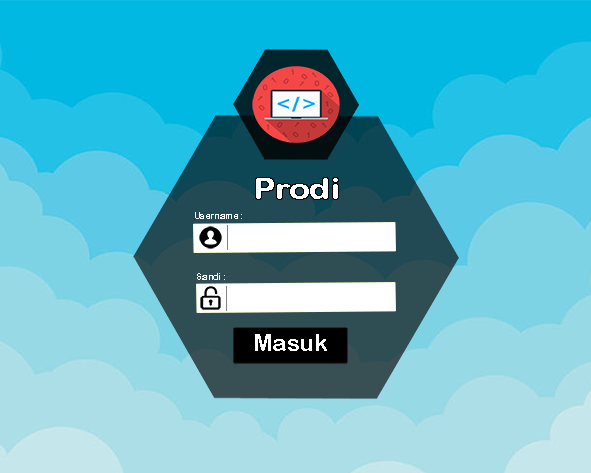 </>
Prodi
Username :
Sandi :
Masuk